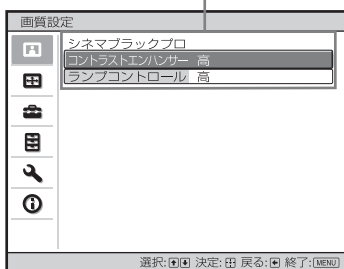 画質設定
シネマブラックプロ
コントラストエンハンサー 高
ランプコントロール 高
選択: 決定: 戻る: 終了:MENU